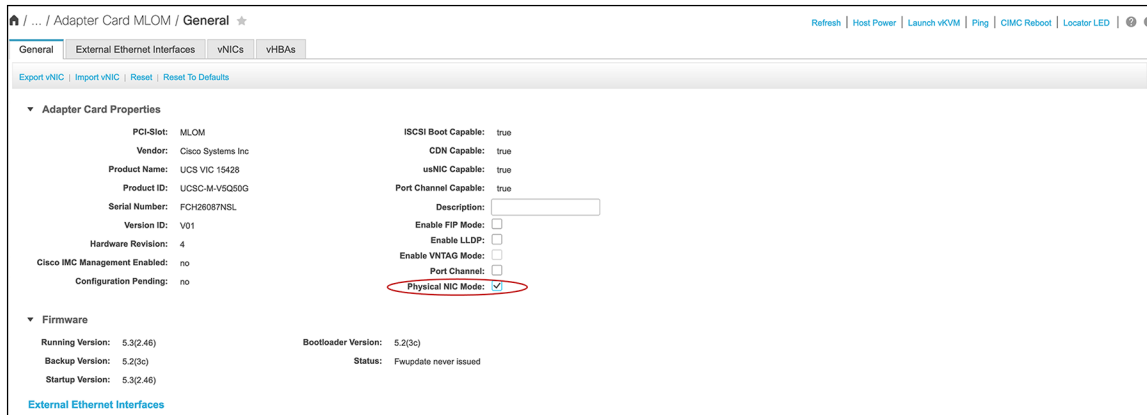 / ... / Adapter Card MLOM / General
Refresh | Host Power | Launch vKVM | Ping | CIMC Reboot | Locator LED |
General External Ethernet Interfaces vNICs vHBAs
Export vNIC | Import vNIC | Reset | Reset To Defaults
Adapter Card Properties
PCI-Slot: MLOM ISCSI Boot Capable: true
Vendor: Cisco Systems Inc CDN Capable: true
Product Name: UCS VIC 15428 usNIC Capable: true
Product ID: UCSC-M-V5Q50G Port Channel Capable: true
Serial Number: FCH26087NSL Description:
Version ID: V01 Enable FIP Mode:
Hardware Revision: 4 Enable LLDP:
Cisco IMC Management Enabled: no Enable VNTAG Mode:
Configuration Pending: no Port Channel:
Physical NIC Mode:
Firmware
Running Version: 5.3(2.46) Bootloader Version: 5.2(3c)
Backup Version: 5.2(3c) Status: Fwupdate never issued
Startup Version: 5.3(2.46)
External Ethernet Interfaces